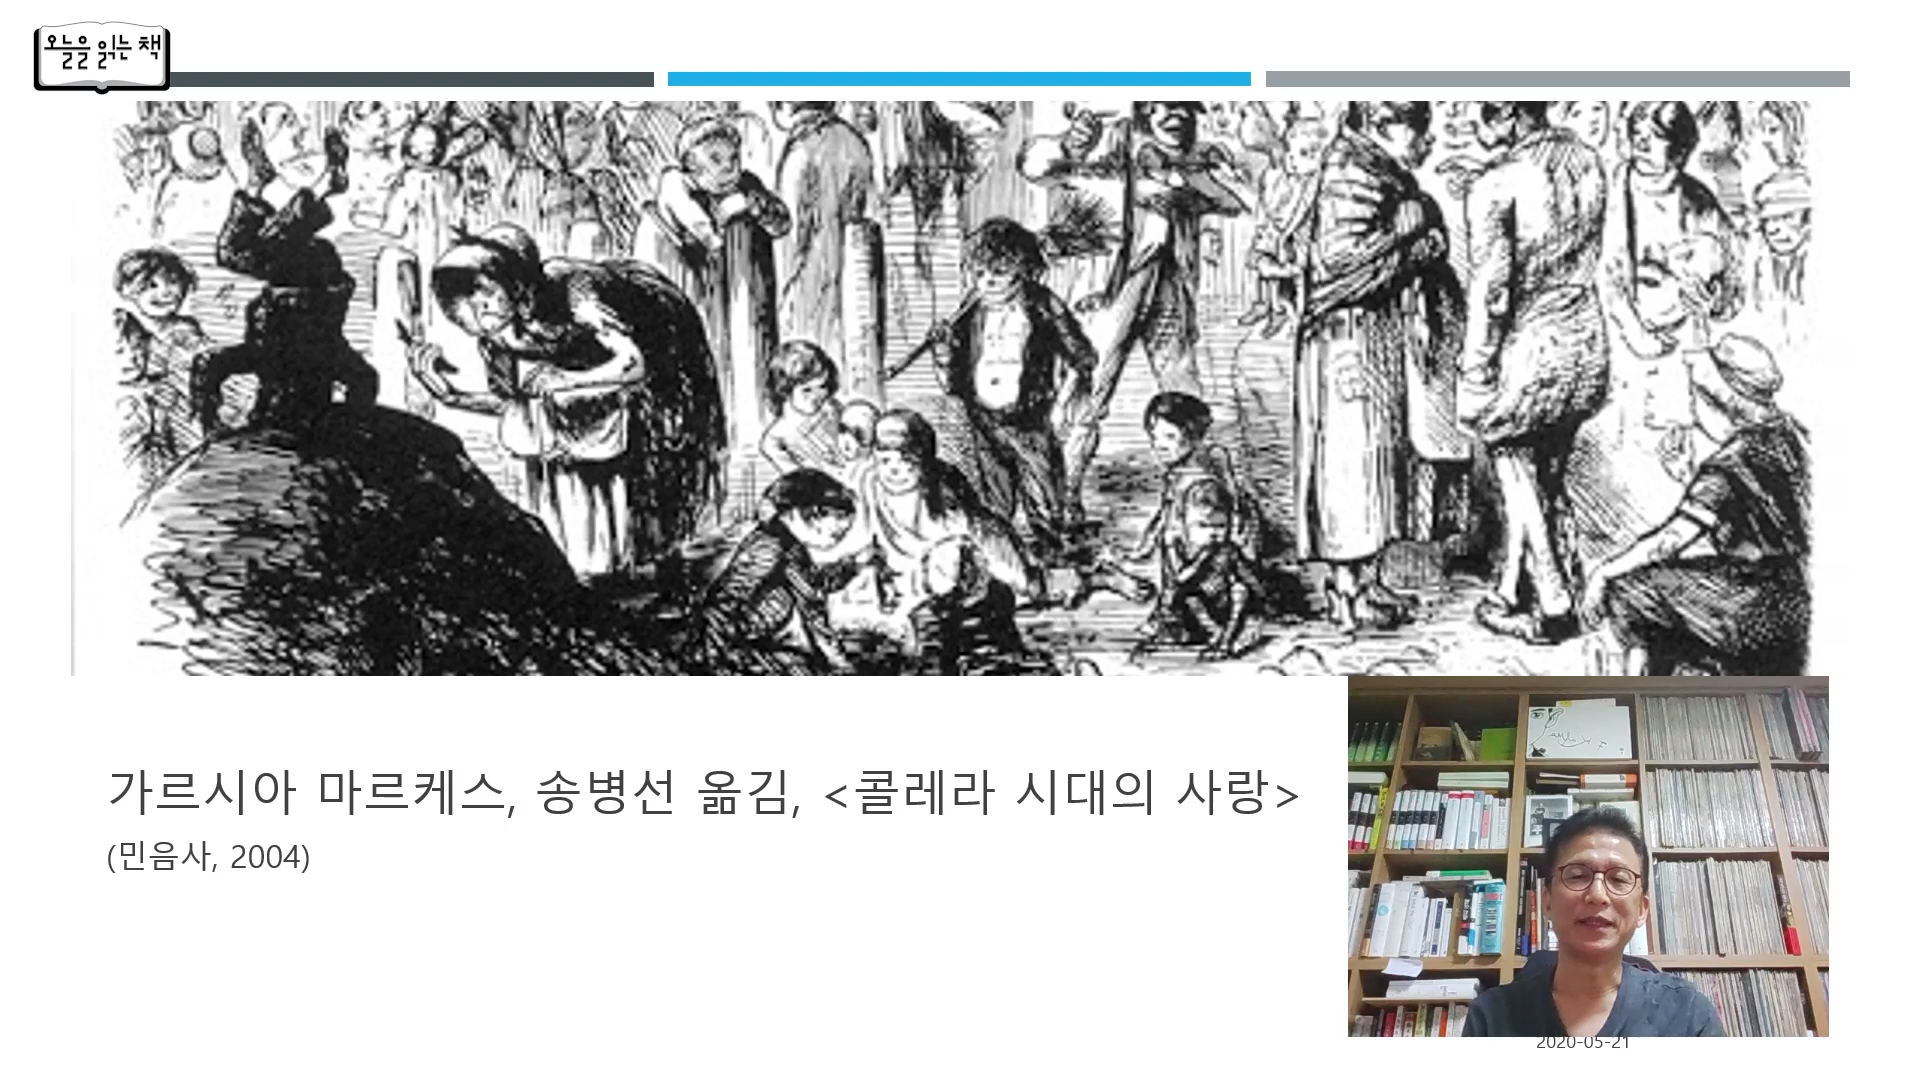 오늘을 읽는 책
가르시아 마르케스, 송병선 옮김, <콜레라 시대의 사랑>
(민음사, 2004)
2020-05-21